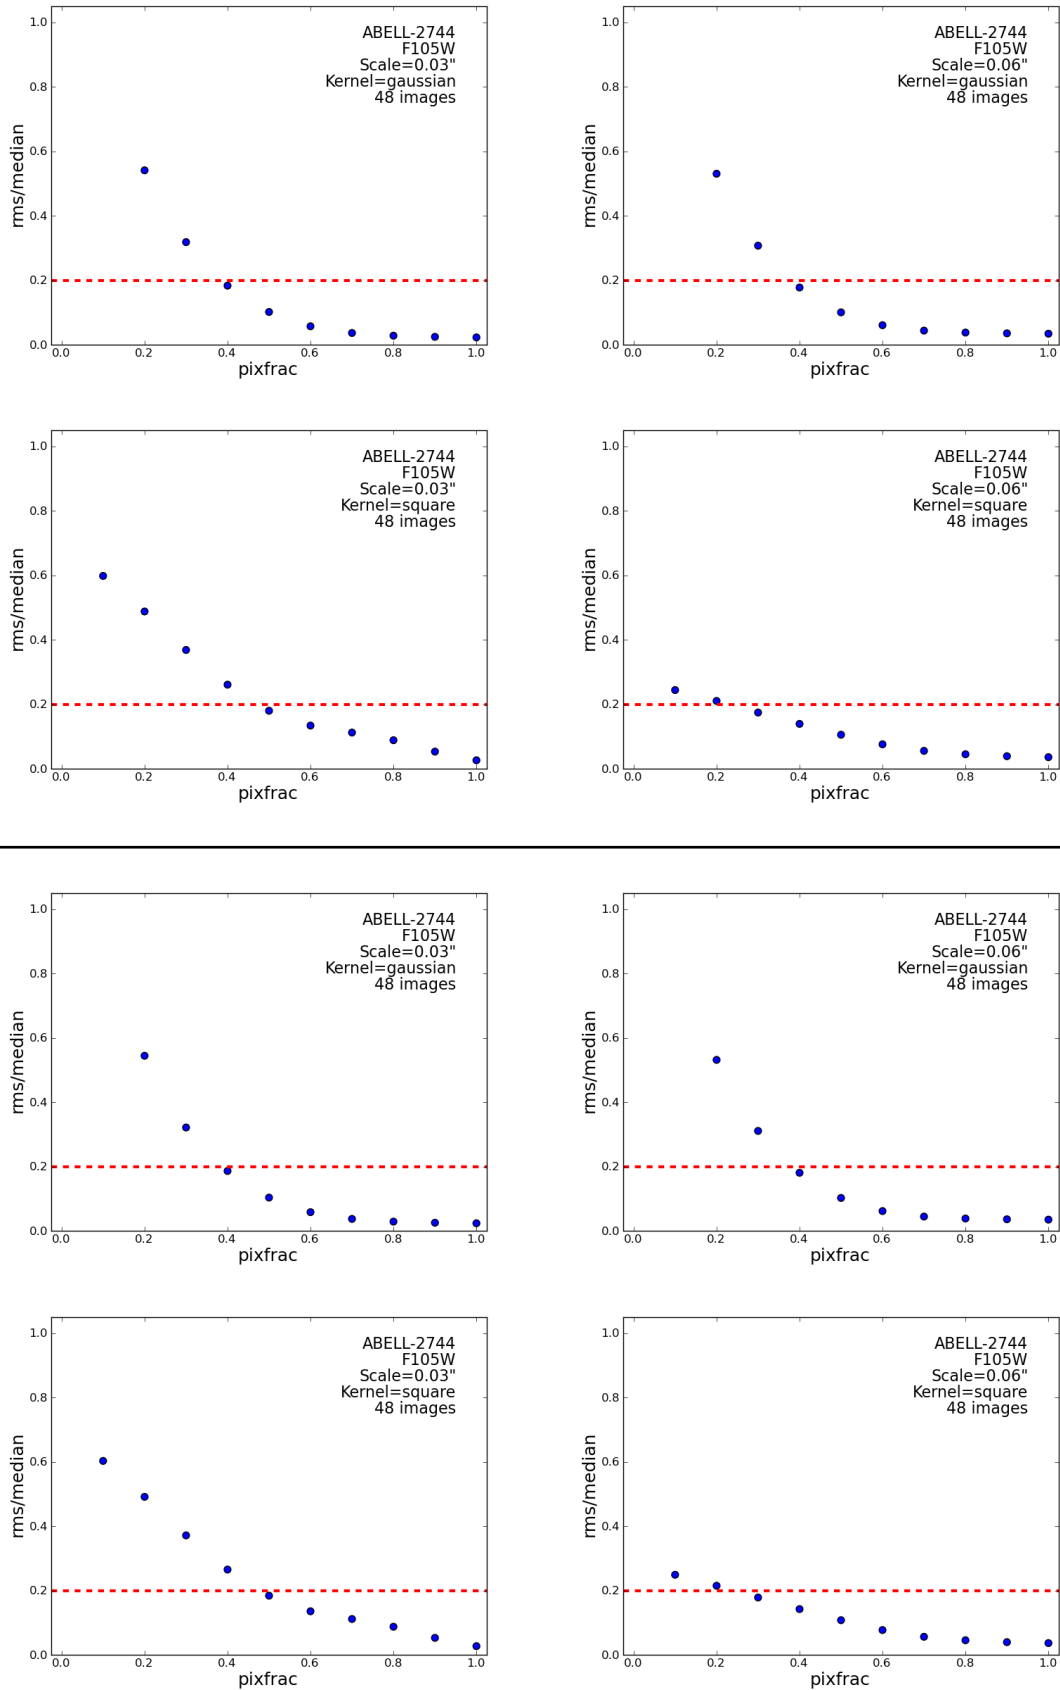 1.0
0.8
0.6
0.4
0.2
0.0
rms/median
ABELL-2744
F105W
Scale=0.03"
Kernel=gaussian
48 images
0.0 0.2 0.4 0.6 0.8 1.0
pixfrac
1.0
0.8
0.6
0.4
0.2
0.0
rms/median
ABELL-2744
F105W
Scale=0.06"
Kernel=gaussian
48 images
0.0 0.2 0.4 0.6 0.8 1.0
pixfrac
1.0
0.8
0.6
0.4
0.2
0.0
rms/median
ABELL-2744
F105W
Scale=0.03"
Kernel=square
48 images
0.0 0.2 0.4 0.6 0.8 1.0
pixfrac
1.0
0.8
0.6
0.4
0.2
0.0
rms/median
ABELL-2744
F105W
Scale=0.06"
Kernel=square
48 images
0.0 0.2 0.4 0.6 0.8 1.0
pixfrac
1.0
0.8
0.6
0.4
0.2
0.0
rms/median
ABELL-2744
F105W
Scale=0.03"
Kernel=gaussian
48 images
0.0 0.2 0.4 0.6 0.8 1.0
pixfrac
1.0
0.8
0.6
0.4
0.2
0.0
rms/median
ABELL-2744
F105W
Scale=0.06"
Kernel=gaussian
48 images
0.0 0.2 0.4 0.6 0.8 1.0
pixfrac
1.0
0.8
0.6
0.4
0.2
0.0
rms/median
ABELL-2744
F105W
Scale=0.03"
Kernel=square
48 images
0.0 0.2 0.4 0.6 0.8 1.0
pixfrac
1.0
0.8
0.6
0.4
0.2
0.0
rms/median
ABELL-2744
F105W
Scale=0.06"
Kernel=square
48 images
0.0 0.2 0.4 0.6 0.8 1.0
pixfrac